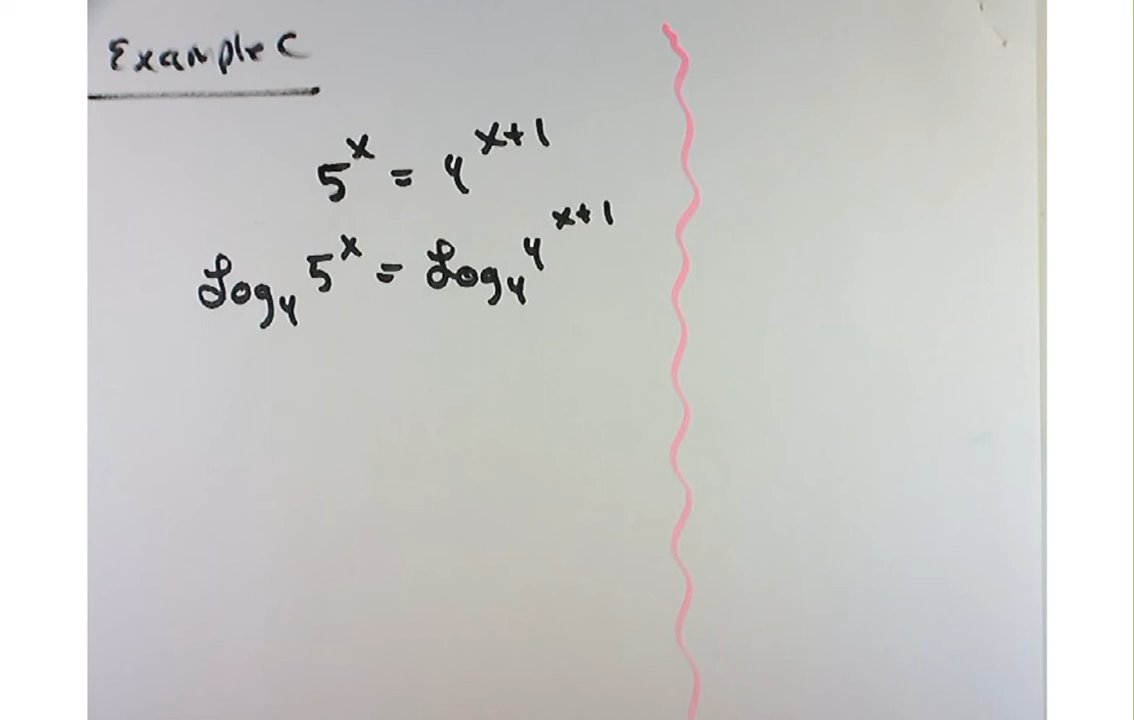 Example C
5^x = 4^{x+1}
Log_4 5^x = Log_4 4^{x+1}